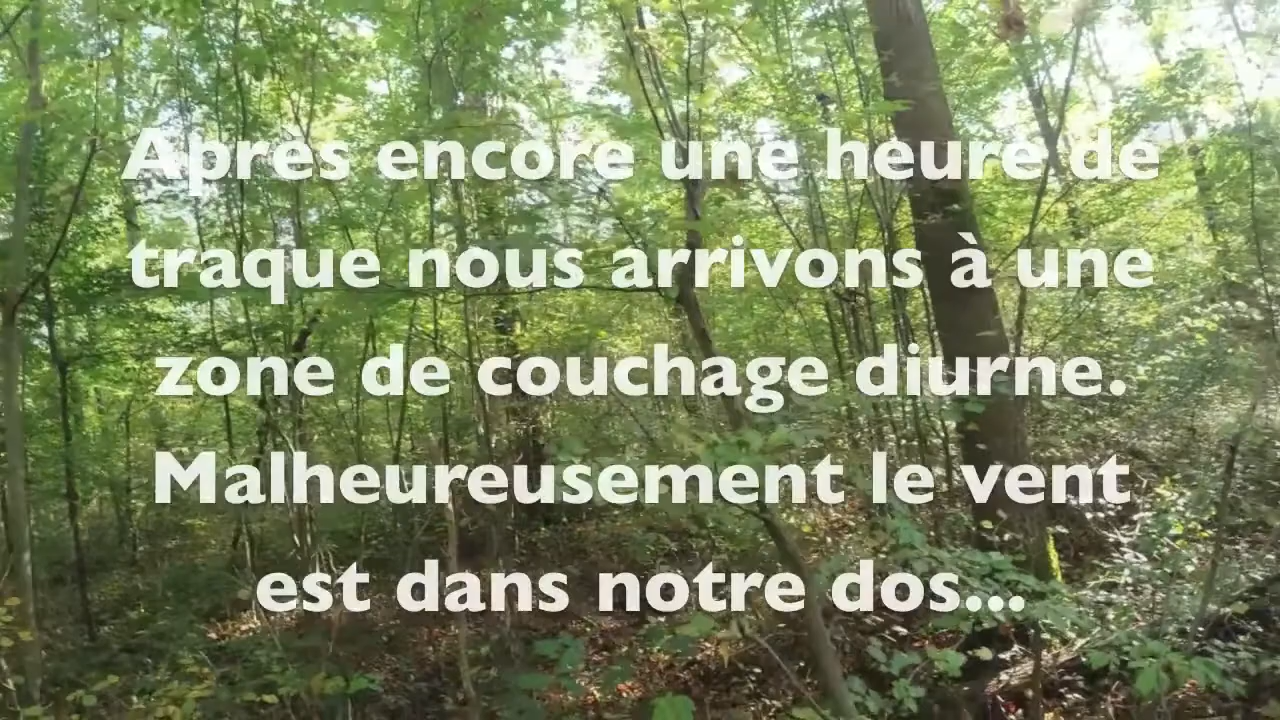 Après encore une heure de
traque nous arrivons à une
zone de couchage diurne.
Malheureusement le vent
est dans notre dos...